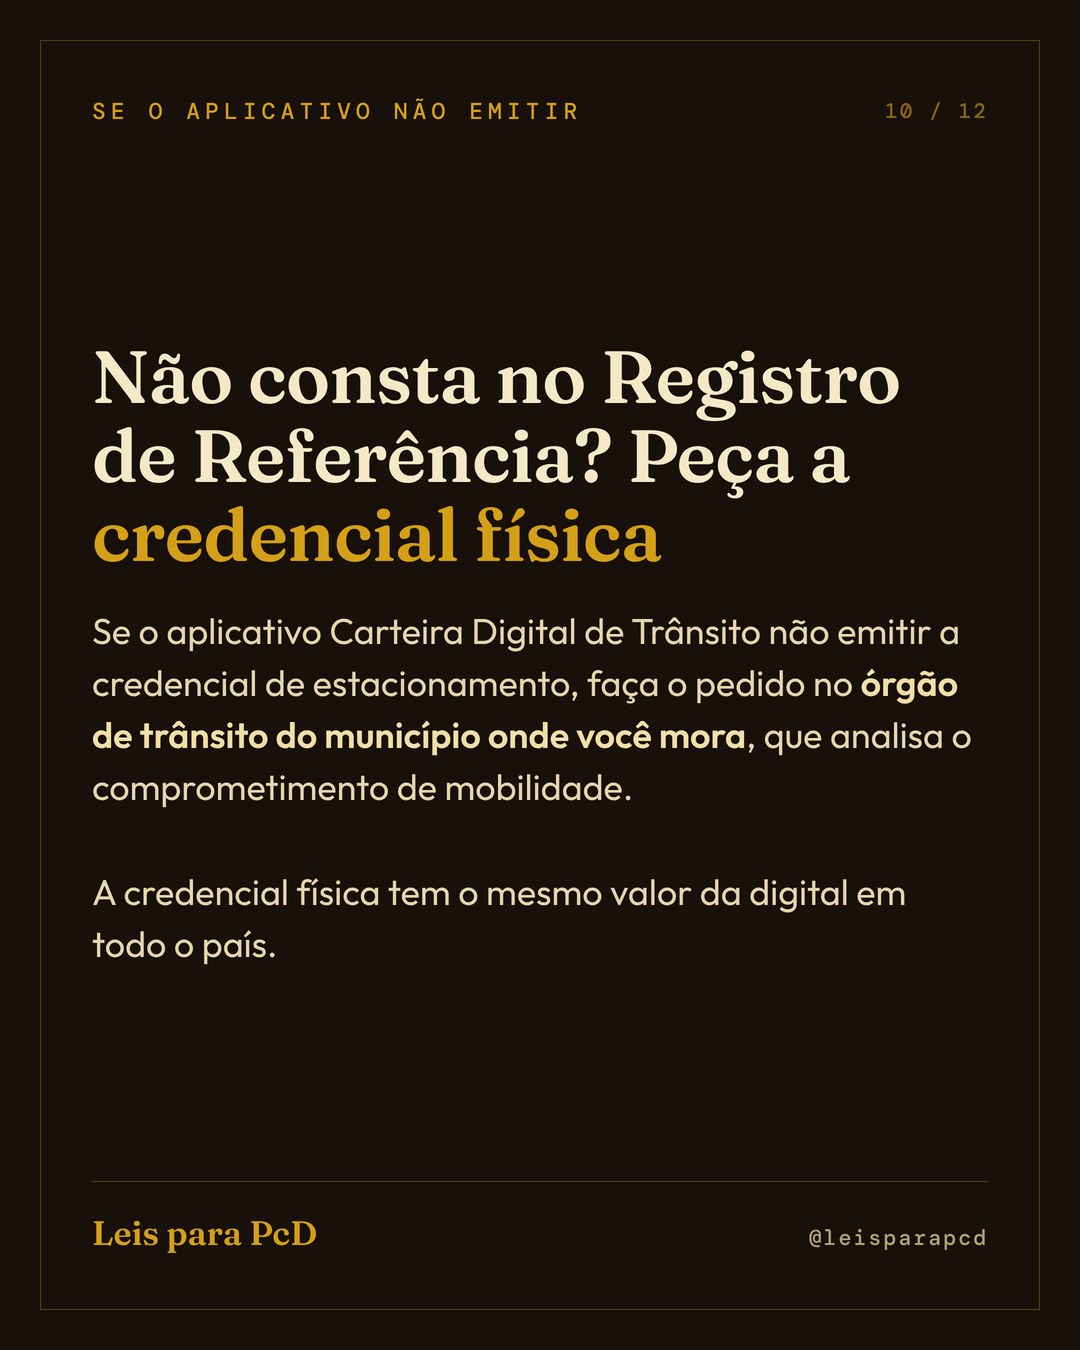 SE O APLICATIVO NÃO EMITIR
10 / 12
Não consta no Registro
de Referência? Peça a
credencial física
Se o aplicativo Carteira Digital de Trânsito não emitir a
credencial de estacionamento, faça o pedido no órgão
de trânsito do município onde você mora, que analisa o
comprometimento de mobilidade.
A credencial física tem o mesmo valor da digital em
todo o país.
Leis para PcD
@leisparapcd